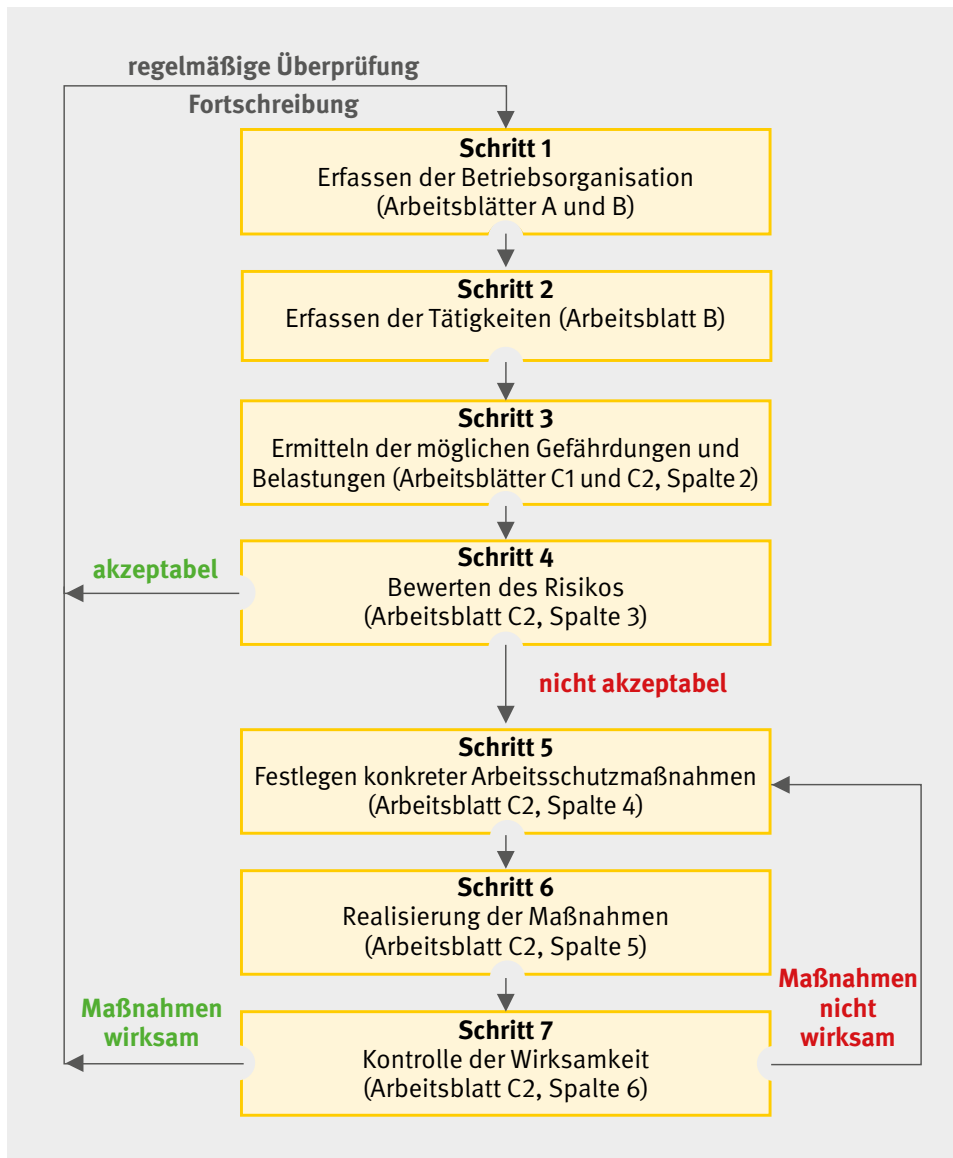 regelmäßige Überprüfung
Fortschreibung
Schritt 1
Erfassen der Betriebsorganisation
(Arbeitsblätter A und B)
Schritt 2
Erfassen der Tätigkeiten (Arbeitsblatt B)
Schritt 3
Ermitteln der möglichen Gefährdungen und
Belastungen (Arbeitsblätter C1 und C2, Spalte 2)
akzeptabel
Schritt 4
Bewerten des Risikos
(Arbeitsblatt C2, Spalte 3)
nicht akzeptabel
Schritt 5
Festlegen konkreter Arbeitsschutzmaßnahmen
(Arbeitsblatt C2, Spalte 4)
Schritt 6
Realisierung der Maßnahmen
(Arbeitsblatt C2, Spalte 5)
Maßnahmen
wirksam
Schritt 7
Kontrolle der Wirksamkeit
(Arbeitsblatt C2, Spalte 6)
Maßnahmen
nicht
wirksam